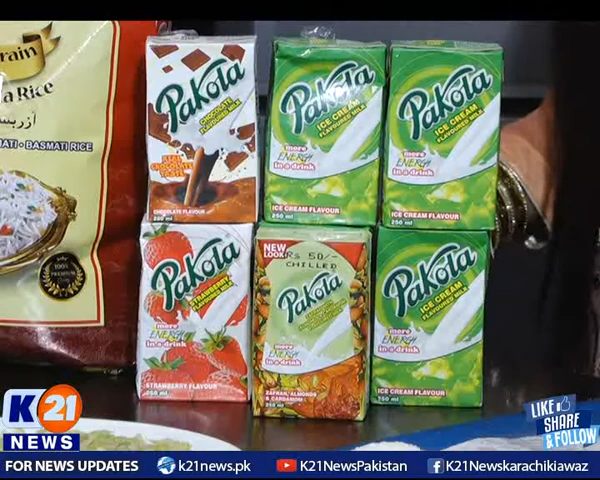 rain
a Rice
آزربس
ATI • BASMATI RICE
100%
PREMIUM
Pakola
CHOCOLATE
FLAVOURED MILK
REAL
CHOCOLATE
TASTE
CHOCOLATE FLAVOUR
250 ml
Pakola
ICE CREAM
FLAVOURED MILK
more
ENERGY
in a drink
ICE CREAM FLAVOUR
250 ml
Pakola
ICE CREAM
FLAVOURED MILK
more
ENERGY
in a drink
ICE CREAM FLAVOUR
250 ml
Pakola
STRAWBERRY
FLAVOURED MILK
more
ENERGY
in a drink
STRAWBERRY FLAVOUR
250 ml
NEW
LOOK
Rs 50/-
CHILLED
Pakola
more
ENERGY
in a drink
ZAFRAN, ALMONDS
& CARDAMOM
250 ml
Pakola
ICE CREAM
FLAVOURED MILK
more
ENERGY
in a drink
ICE CREAM FLAVOUR
250 ml
K21
NEWS
LIKE
SHARE
& FOLLOW
FOR NEWS UPDATES k21news.pk K21NewsPakistan K21Newskarachikiawaz